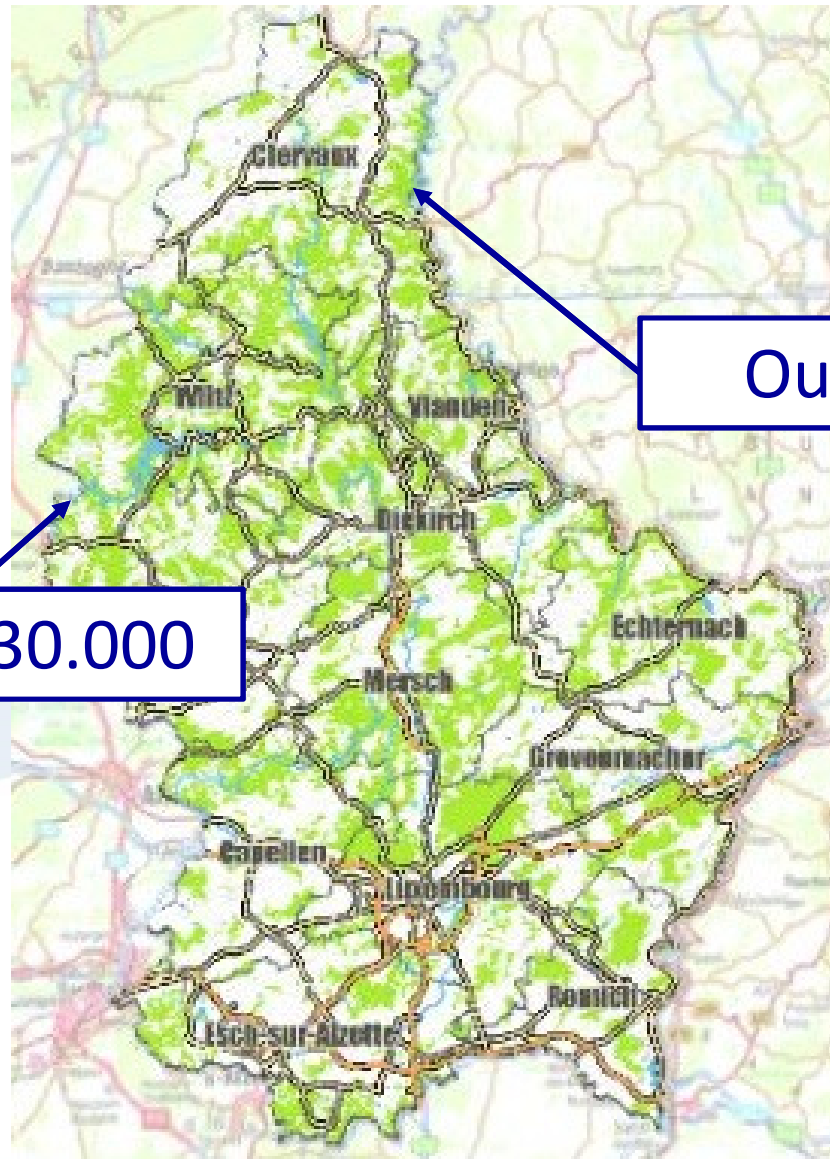 Clervaux
Wiltz
Vianden
Ou
Diekirch
30.000
Echternach
Mersch
Grevenmacher
Capellen
Luxembourg
Remich
Esch-sur-Alzette